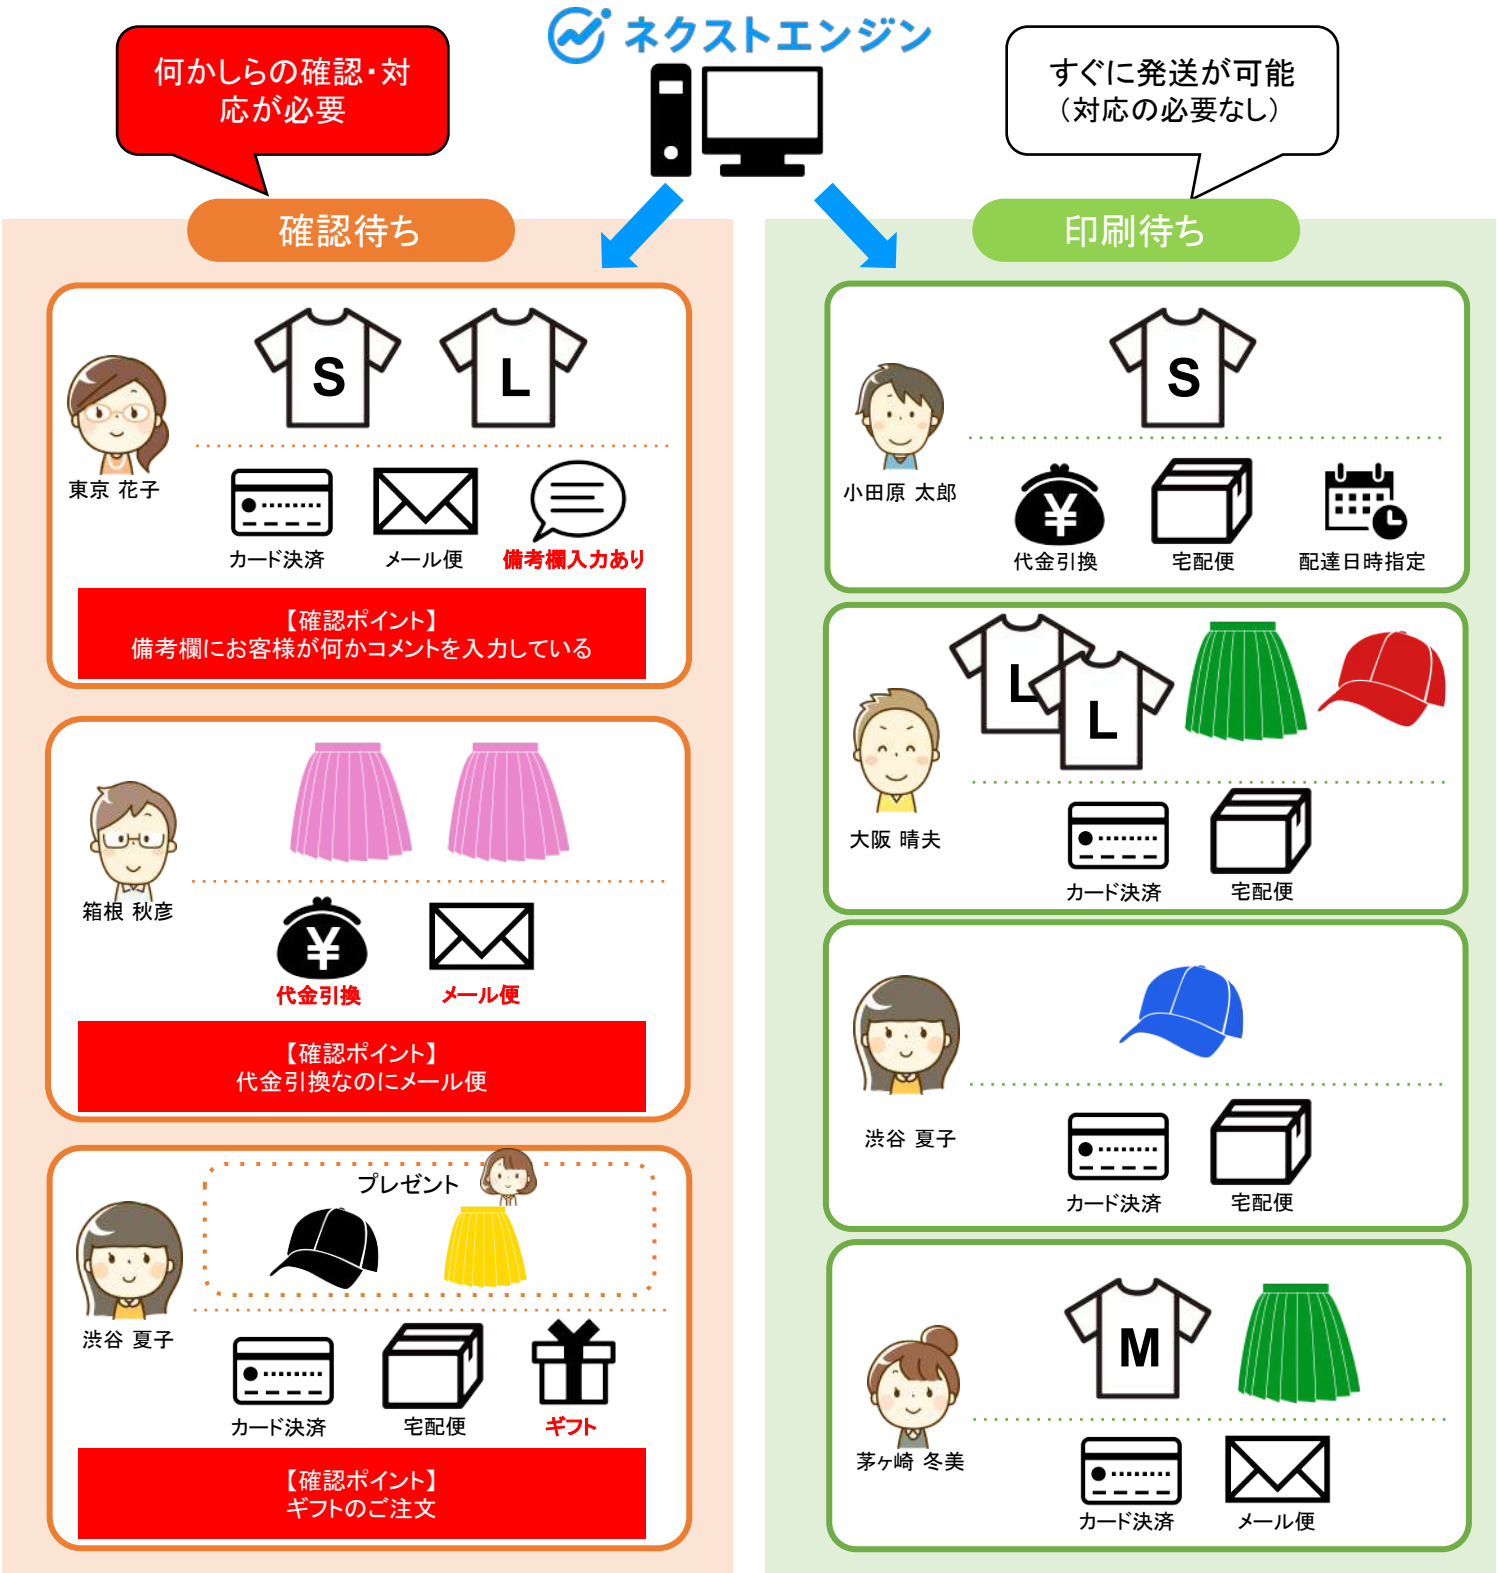 ネクストエンジン
何かしらの確認・対
応が必要
すぐに発送が可能
（対応の必要なし）
確認待ち
S
L
東京 花子
カード決済
メール便
備考欄入力あり
【確認ポイント】
備考欄にお客様が何かコメントを入力している
箱根 秋彦
¥
代金引換
メール便
【確認ポイント】
代金引換なのにメール便
プレゼント
渋谷 夏子
カード決済
宅配便
ギフト
【確認ポイント】
ギフトのご注文
印刷待ち
S
小田原 太郎
¥
代金引換
宅配便
配達日時指定
L
L
大阪 晴夫
カード決済
宅配便
渋谷 夏子
カード決済
宅配便
M
茅ヶ崎 冬美
カード決済
メール便